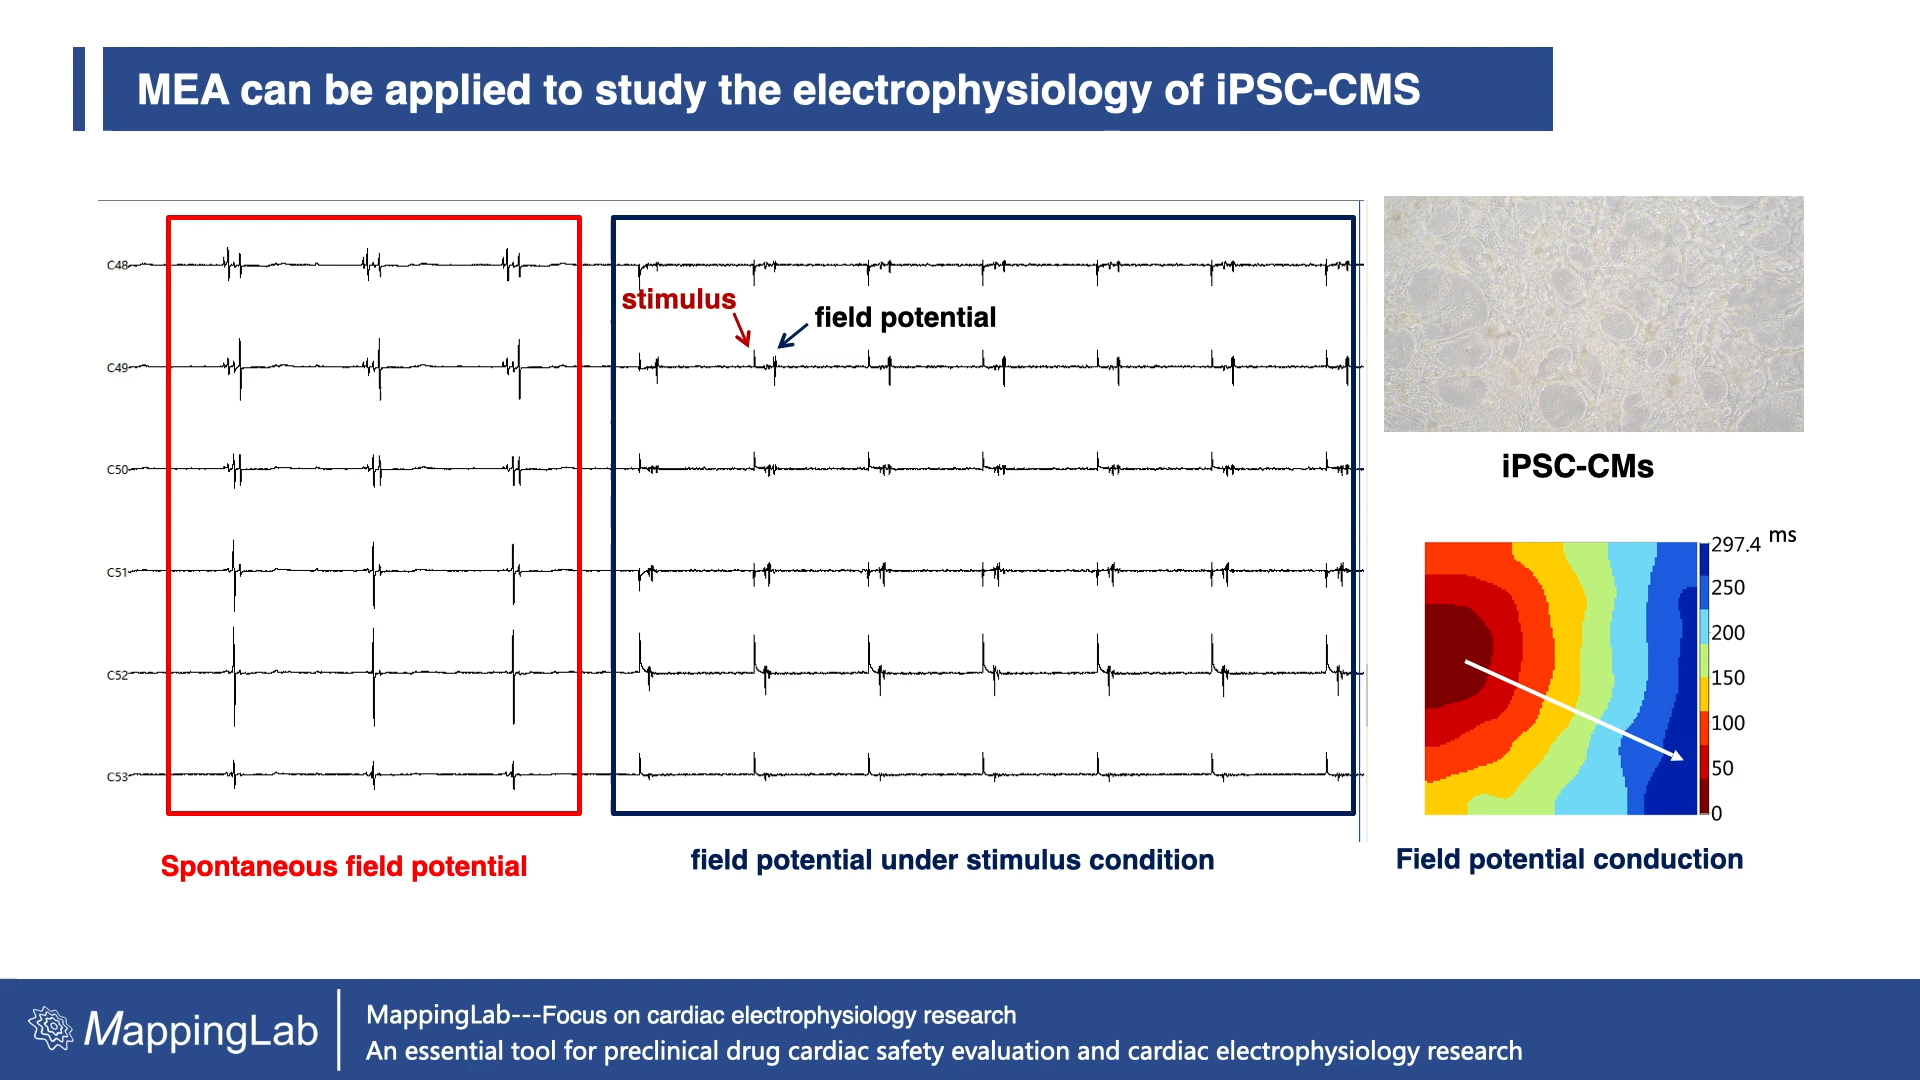 MEA can be applied to study the electrophysiology of iPSC-CMS
C48
stimulus
field potential
C49
C50
C51
C52
C53
Spontaneous field potential
field potential under stimulus condition
iPSC-CMs
ms
297.4
250
200
150
100
50
0
Field potential conduction
MappingLab
MappingLab---Focus on cardiac electrophysiology research
An essential tool for preclinical drug cardiac safety evaluation and cardiac electrophysiology research